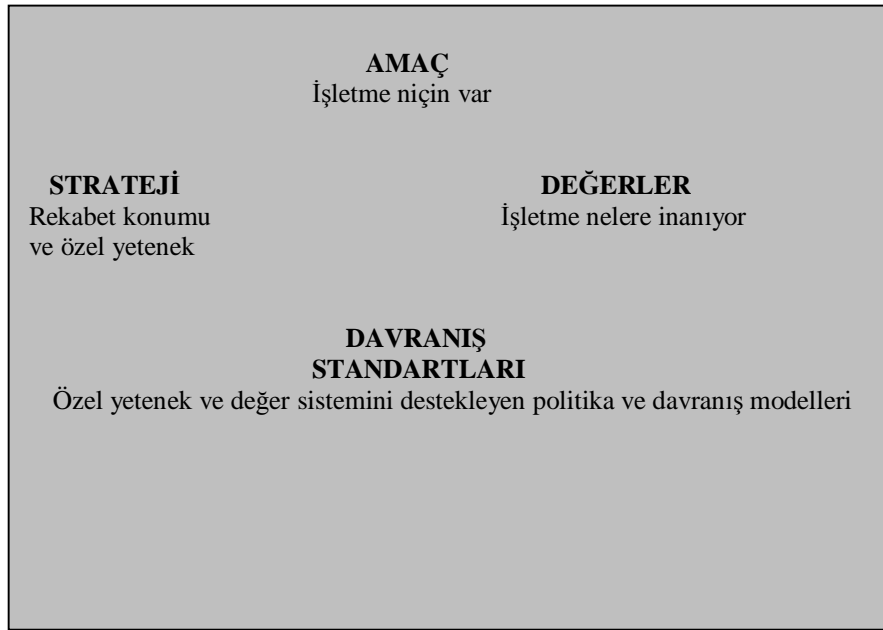 AMAÇ
İşletme niçin var
STRATEJİ
Rekabet konumu
ve özel yetenek
DEĞERLER
İşletme nelere inanıyor
DAVRANIŞ
STANDARTLARI
Özel yetenek ve değer sistemini destekleyen politika ve davranış modelleri